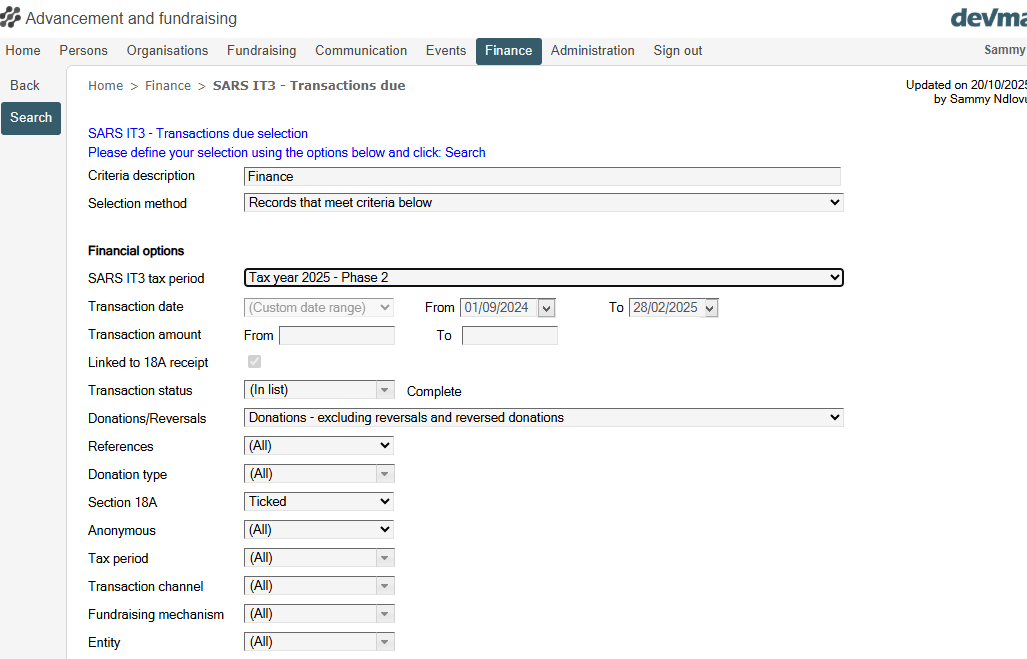 Advancement and fundraising
Home Persons Organisations Fundraising Communication Events Finance Administration Sign out Sammy
Back
Search
Home > Finance > SARS IT3 - Transactions due
Updated on 20/10/2025
by Sammy Ndlovu
SARS IT3 - Transactions due selection
Please define your selection using the options below and click: Search
Criteria description Finance
Selection method Records that meet criteria below
Financial options
SARS IT3 tax period Tax year 2025 - Phase 2
Transaction date (Custom date range) From 01/09/2024 To 28/02/2025
Transaction amount From To
Linked to 18A receipt
Transaction status (In list) Complete
Donations/Reversals Donations - excluding reversals and reversed donations
References (All)
Donation type (All)
Section 18A Ticked
Anonymous (All)
Tax period (All)
Transaction channel (All)
Fundraising mechanism (All)
Entity (All)